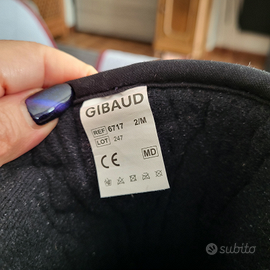 GIBAUD
REF 6717 2/M
LOT 247
CE MD
subito